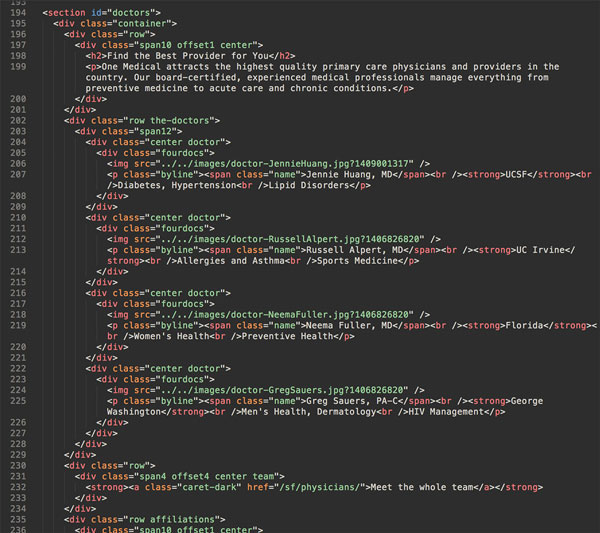 193
194 <section id="doctors">
195 <div class="container">
196 <div class="row">
197 <div class="span10 offset1 center">
198 <h2>Find the Best Provider for You</h2>
199 <p>One Medical attracts the highest quality primary care physicians and providers in the
country. Our board-certified, experienced medical professionals manage everything from
preventive medicine to acute care and chronic conditions.</p>
200 </div>
201 </div>
202 <div class="row the-doctors">
203 <div class="span12">
204 <div class="center doctor">
205 <div class="fourdocs">
206 <img src="../../images/doctor-JennieHuang.jpg?1409001317" />
207 <p class="byline"><span class="name">Jennie Huang, MD</span><br /><strong>UCSF</strong><br
/>Diabetes, Hypertension<br />Lipid Disorders</p>
208 </div>
209 </div>
210 <div class="center doctor">
211 <div class="fourdocs">
212 <img src="../../images/doctor-RussellAlpert.jpg?1406826820" />
213 <p class="byline"><span class="name">Russell Alpert, MD</span><br /><strong>UC Irvine</
strong><br />Allergies and Asthma<br />Sports Medicine</p>
214 </div>
215 </div>
216 <div class="center doctor">
217 <div class="fourdocs">
218 <img src="../../images/doctor-NeemaFuller.jpg?1406826820" />
219 <p class="byline"><span class="name">Neema Fuller, MD</span><br /><strong>Florida</strong><
br />Women's Health<br />Preventive Health</p>
220 </div>
221 </div>
222 <div class="center doctor">
223 <div class="fourdocs">
224 <img src="../../images/doctor-GregSauers.jpg?1406826820" />
225 <p class="byline"><span class="name">Greg Sauers, PA-C</span><br /><strong>George
Washington</strong><br />Men's Health, Dermatology<br />HIV Management</p>
226 </div>
227 </div>
228 </div>
229 </div>
230 <div class="row">
231 <div class="span4 offset4 center team">
232 <strong><a class="caret-dark" href="/sf/physicians/">Meet the whole team</a></strong>
233 </div>
234 </div>
235 <div class="row affiliations">
236 <div class="span10 offset1 center">